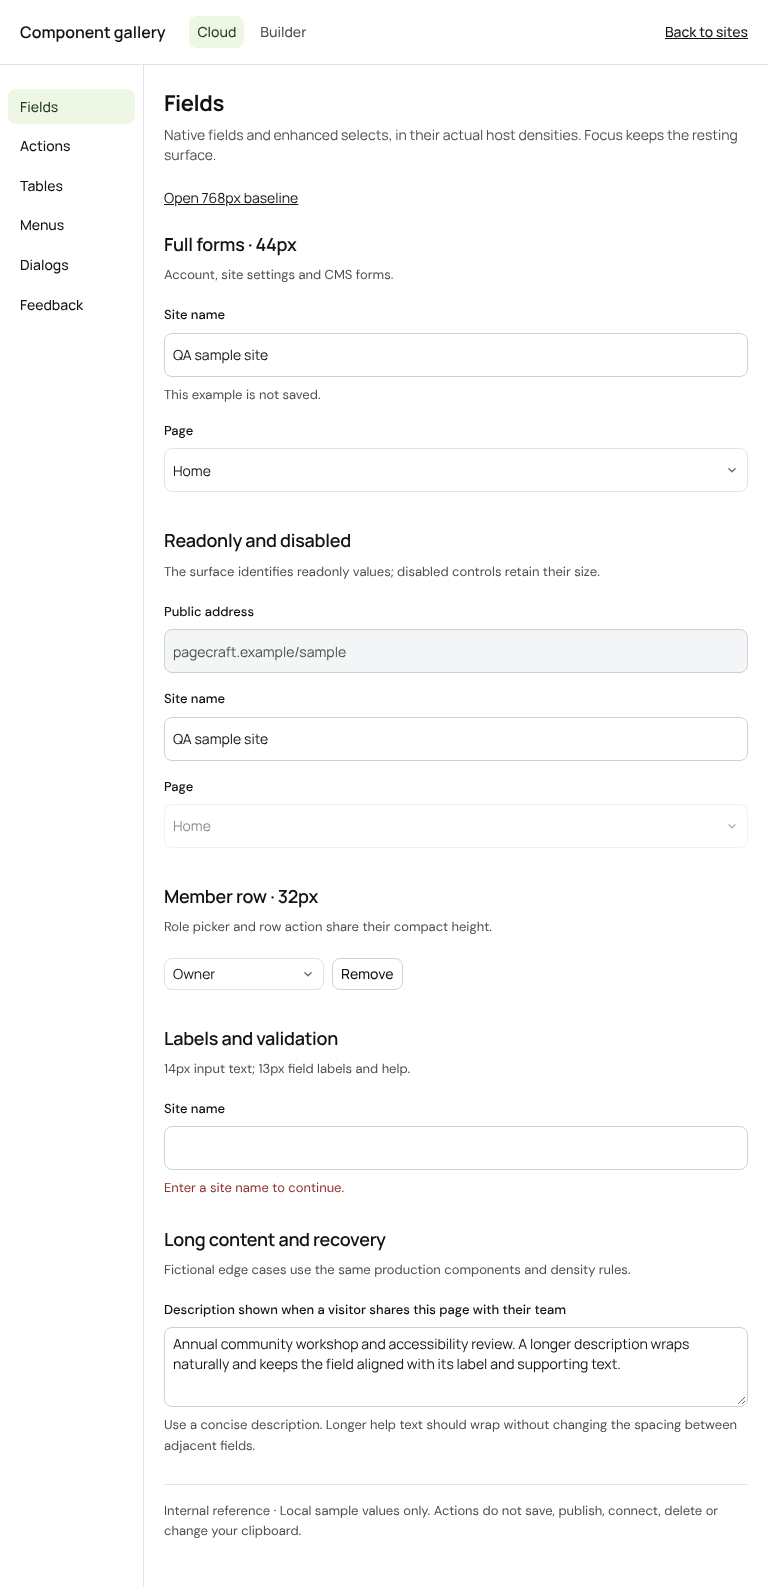 Component gallery
Cloud
Builder
Back to sites
Fields
Actions
Tables
Menus
Dialogs
Feedback
Fields
Native fields and enhanced selects, in their actual host densities. Focus keeps the resting
surface.
Open 768px baseline
Full forms · 44px
Account, site settings and CMS forms.
Site name
QA sample site
This example is not saved.
Page
Home
Readonly and disabled
The surface identifies readonly values; disabled controls retain their size.
Public address
pagecraft.example/sample
Site name
QA sample site
Page
Home
Member row · 32px
Role picker and row action share their compact height.
Owner
Remove
Labels and validation
14px input text; 13px field labels and help.
Site name
Enter a site name to continue.
Long content and recovery
Fictional edge cases use the same production components and density rules.
Description shown when a visitor shares this page with their team
Annual community workshop and accessibility review. A longer description wraps
naturally and keeps the field aligned with its label and supporting text.
Use a concise description. Longer help text should wrap without changing the spacing between
adjacent fields.
Internal reference · Local sample values only. Actions do not save, publish, connect, delete or
change your clipboard.